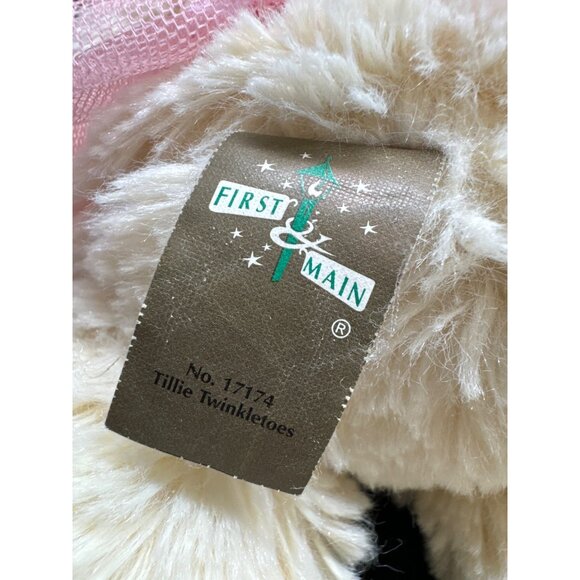 FIRST
&
MAIN
®
No. 17174
Tillie Twinkletoes